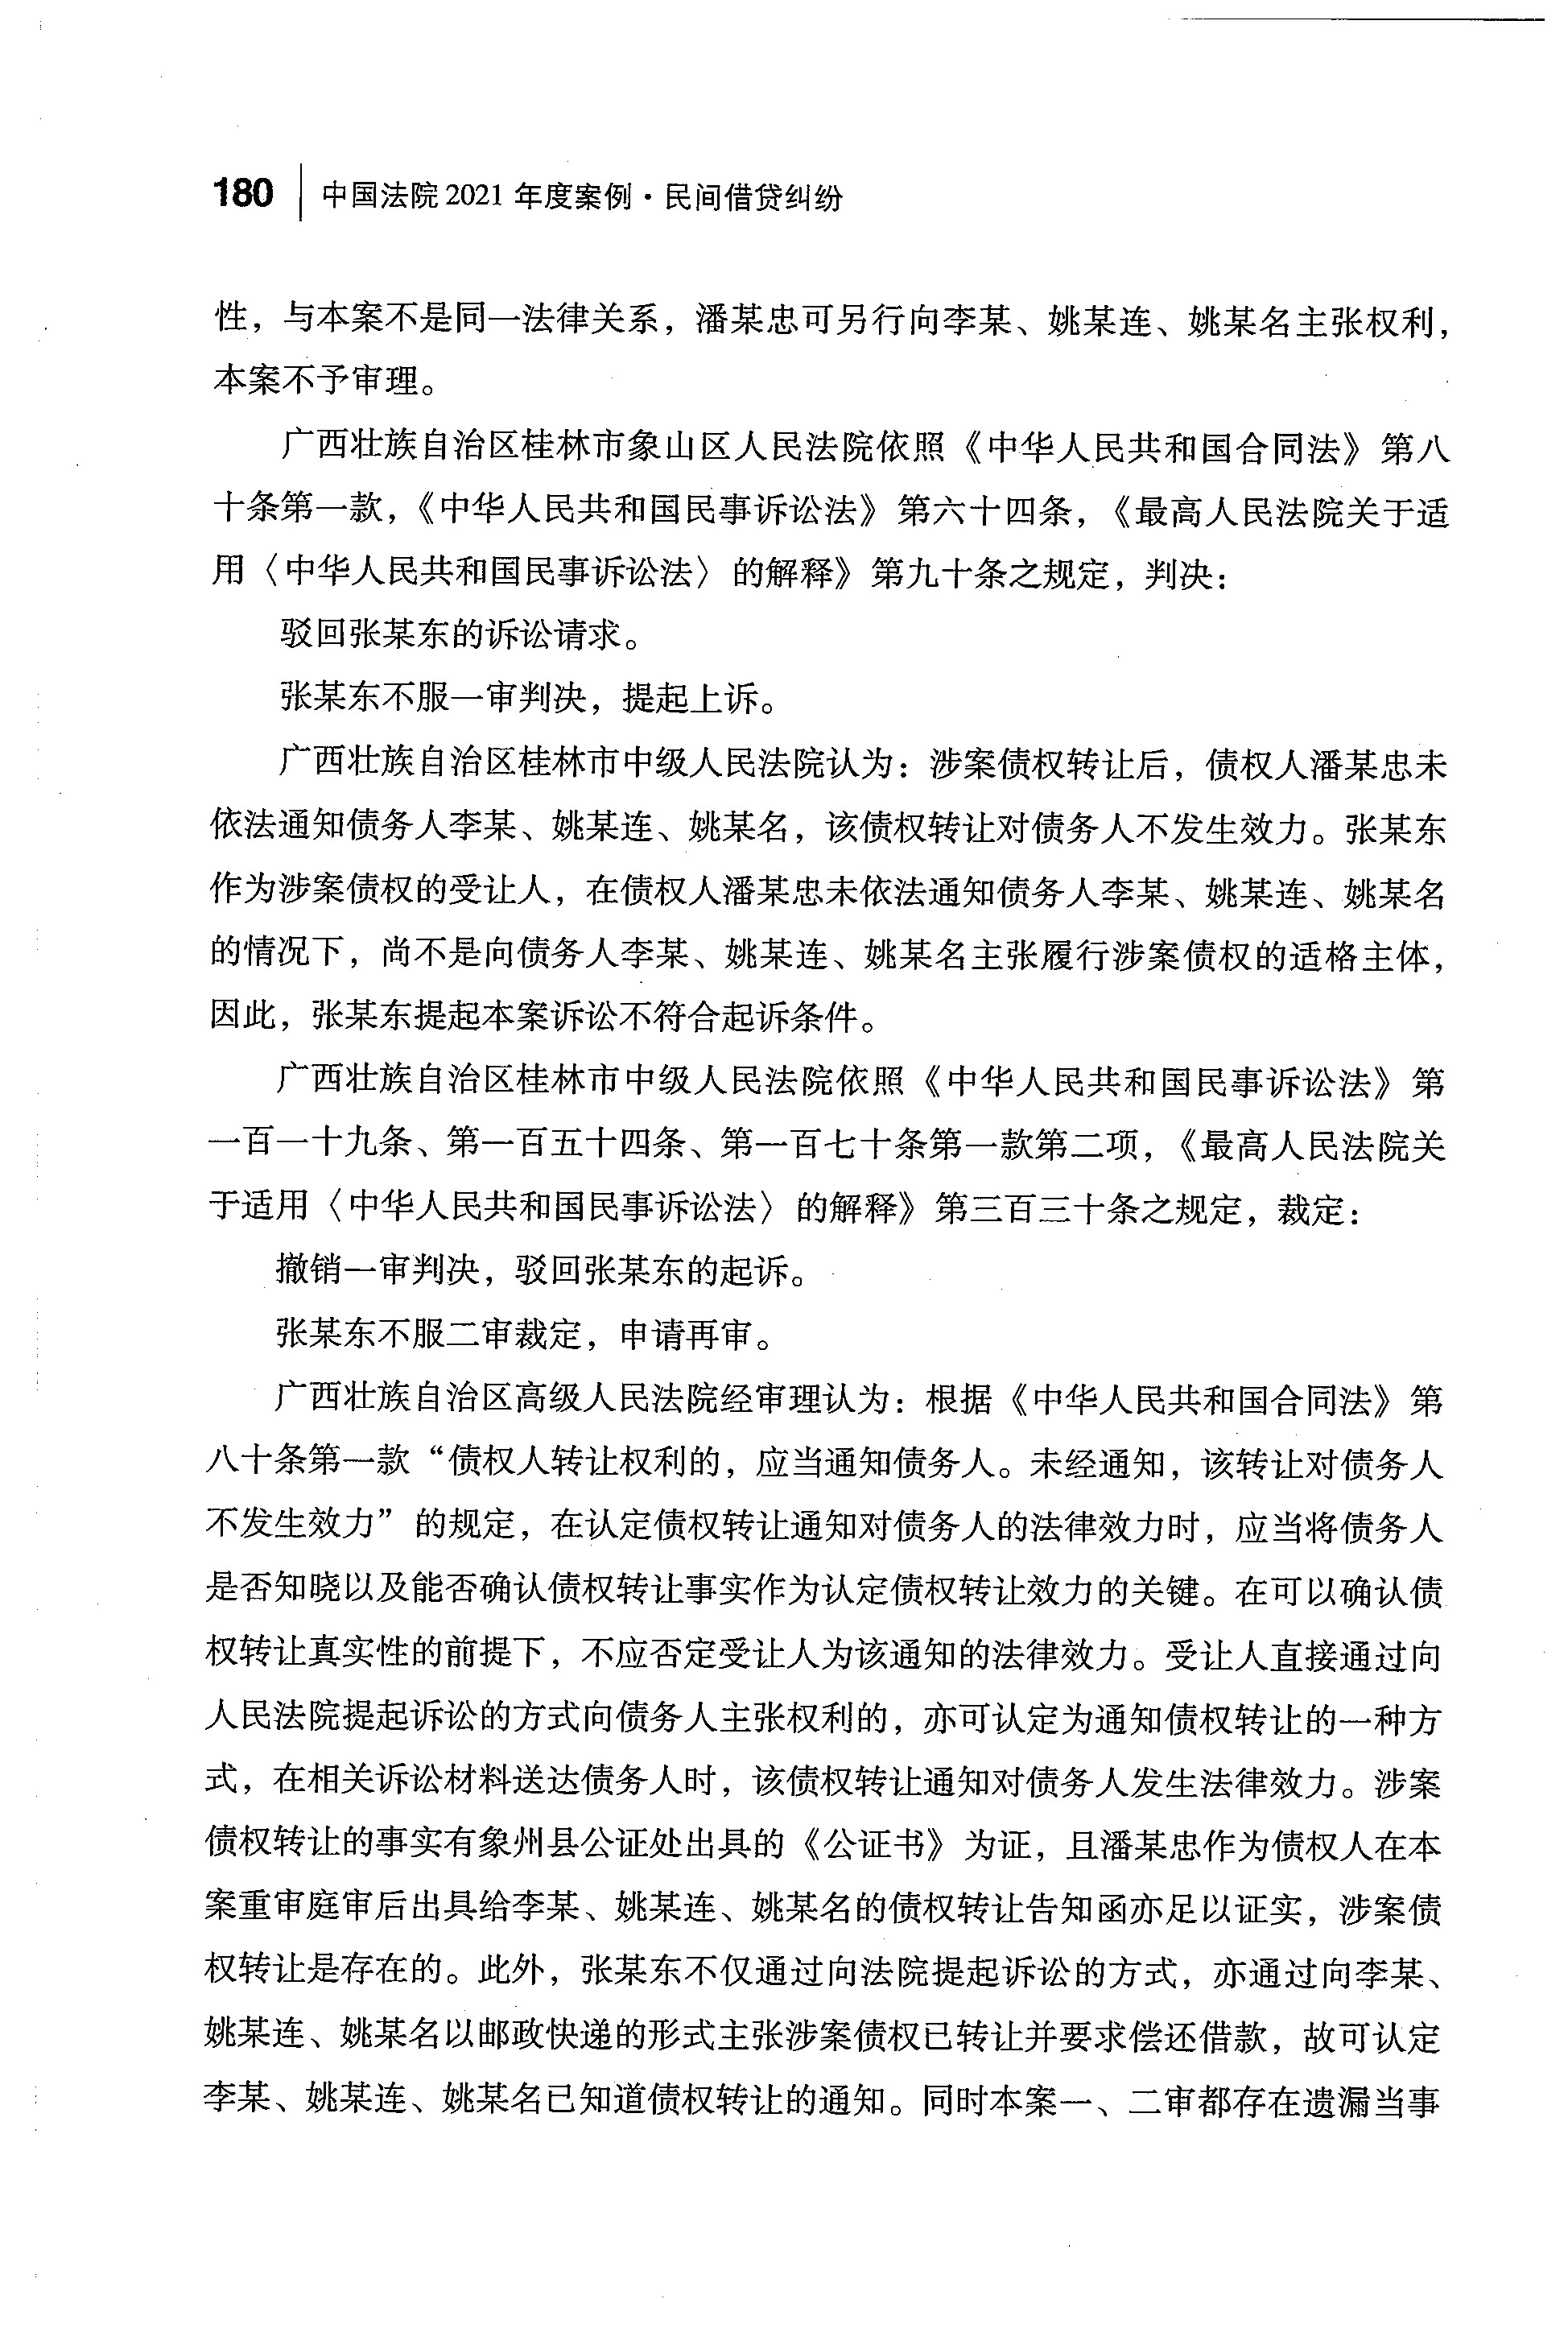 180 | 中国法院2021年度案例·民间借贷纠纷
性，与本案不是同一法律关系，潘某忠可另行向李某、姚某连、姚某名主张权利，
本案不予审理。
广西壮族自治区桂林市象山区人民法院依照《中华人民共和国合同法》第八
十条第一款，《中华人民共和国民事诉讼法》第六十四条，《最高人民法院关于适
用〈中华人民共和国民事诉讼法〉的解释》第九十条之规定，判决：
驳回张某东的诉讼请求。
张某东不服一审判决，提起上诉。
广西壮族自治区桂林市中级人民法院认为：涉案债权转让后，债权人潘某忠未
依法通知债务人李某、姚某连、姚某名，该债权转让对债务人不发生效力。张某东
作为涉案债权的受让人，在债权人潘某忠未依法通知债务人李某、姚某连、姚某名
的情况下，尚不是向债务人李某、姚某连、姚某名主张履行涉案债权的适格主体，
因此，张某东提起本案诉讼不符合起诉条件。
广西壮族自治区桂林市中级人民法院依照《中华人民共和国民事诉讼法》第
一百一十九条、第一百五十四条、第一百七十条第一款第二项，《最高人民法院关
于适用〈中华人民共和国民事诉讼法〉的解释》第三百三十条之规定，裁定：
撤销一审判决，驳回张某东的起诉。
张某东不服二审裁定，申请再审。
广西壮族自治区高级人民法院经审理认为：根据《中华人民共和国合同法》第
八十条第一款“债权人转让权利的，应当通知债务人。未经通知，该转让对债务人
不发生效力”的规定，在认定债权转让通知对债务人的法律效力时，应当将债务人
是否知晓以及能否确认债权转让事实作为认定债权转让效力的关键。在可以确认债
权转让真实性的前提下，不应否定受让人为该通知的法律效力。受让人直接通过向
人民法院提起诉讼的方式向债务人主张权利的，亦可认定为通知债权转让的一种方
式，在相关诉讼材料送达债务人时，该债权转让通知对债务人发生法律效力。涉案
债权转让的事实有象州县公证处出具的《公证书》为证，且潘某忠作为债权人在本
案重审庭审后出具给李某、姚某连、姚某名的债权转让告知函亦足以证实，涉案债
权转让是存在的。此外，张某东不仅通过向法院提起诉讼的方式，亦通过向李某、
姚某连、姚某名以邮政快递的形式主张涉案债权已转让并要求偿还借款，故可认定
李某、姚某连、姚某名已知道债权转让的通知。同时本案一、二审都存在遗漏当事